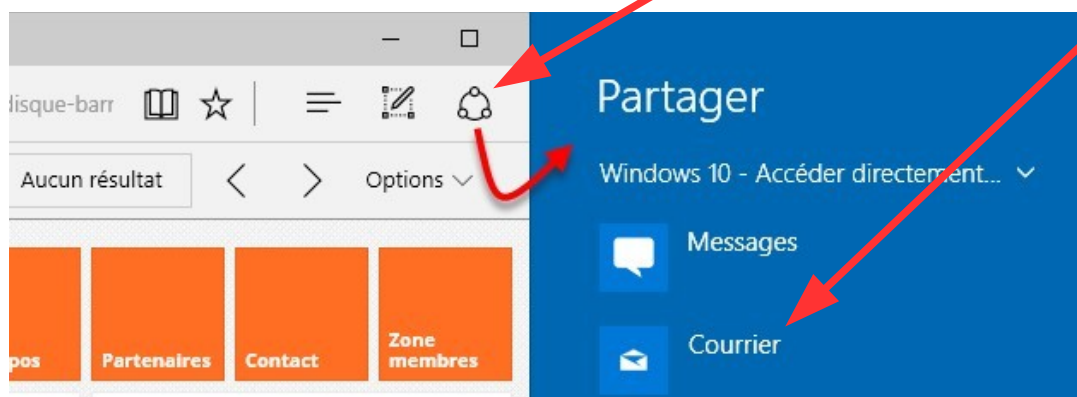 disque-barr
Aucun résultat
Options
pos
Partenaires
Contact
Zone
membres
Partager
Windows 10 - Accéder directement...
Messages
Courrier